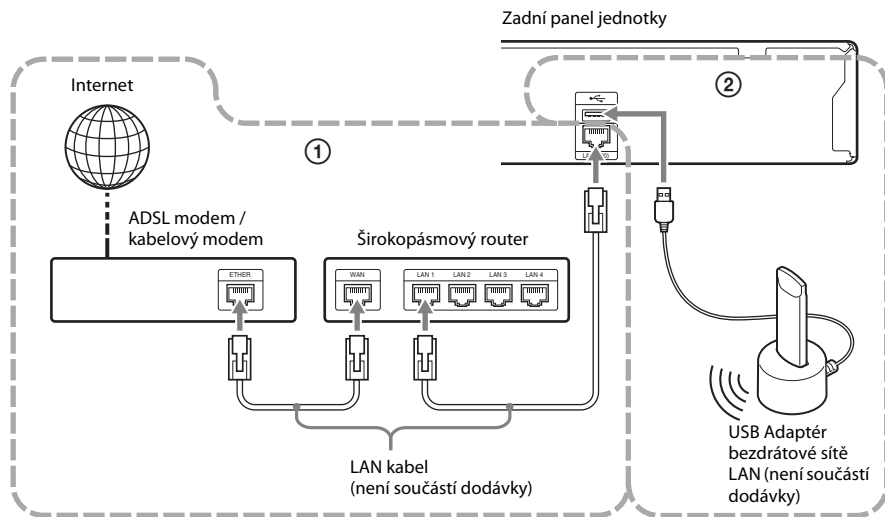 Zadní panel jednotky
Internet
①
②
ADSL modem /
kabelový modem
Širokopásmový router
ETHER
WAN
LAN 1
LAN 2
LAN 3
LAN 4
LAN kabel
(není součástí dodávky)
USB Adaptér
bezdrátové sítě
LAN (není součástí
dodávky)